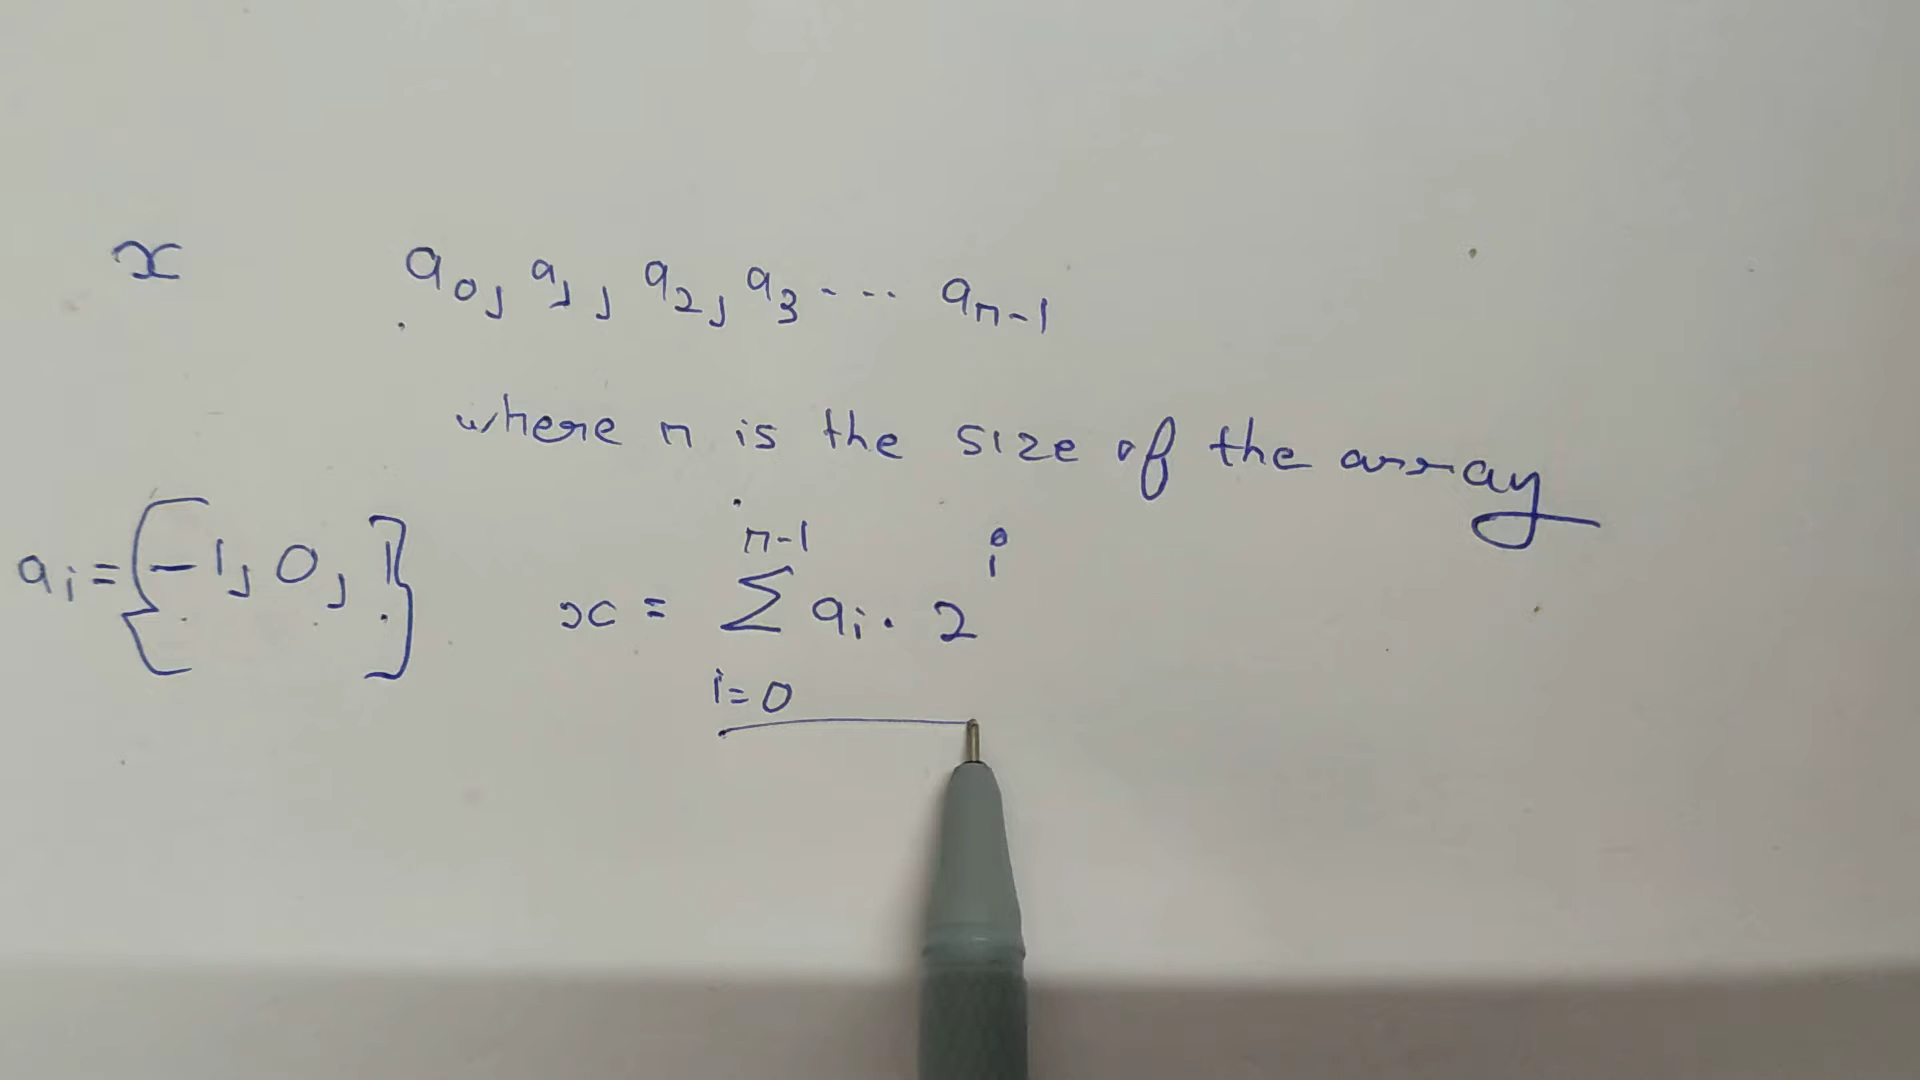 x a₀, a₁, a₂, a₃ - - - - aₙ₋₁
where n is the size of the array
n-1 i
aᵢ = {-1, 0, 1} x = Σ aᵢ . 2
i=0